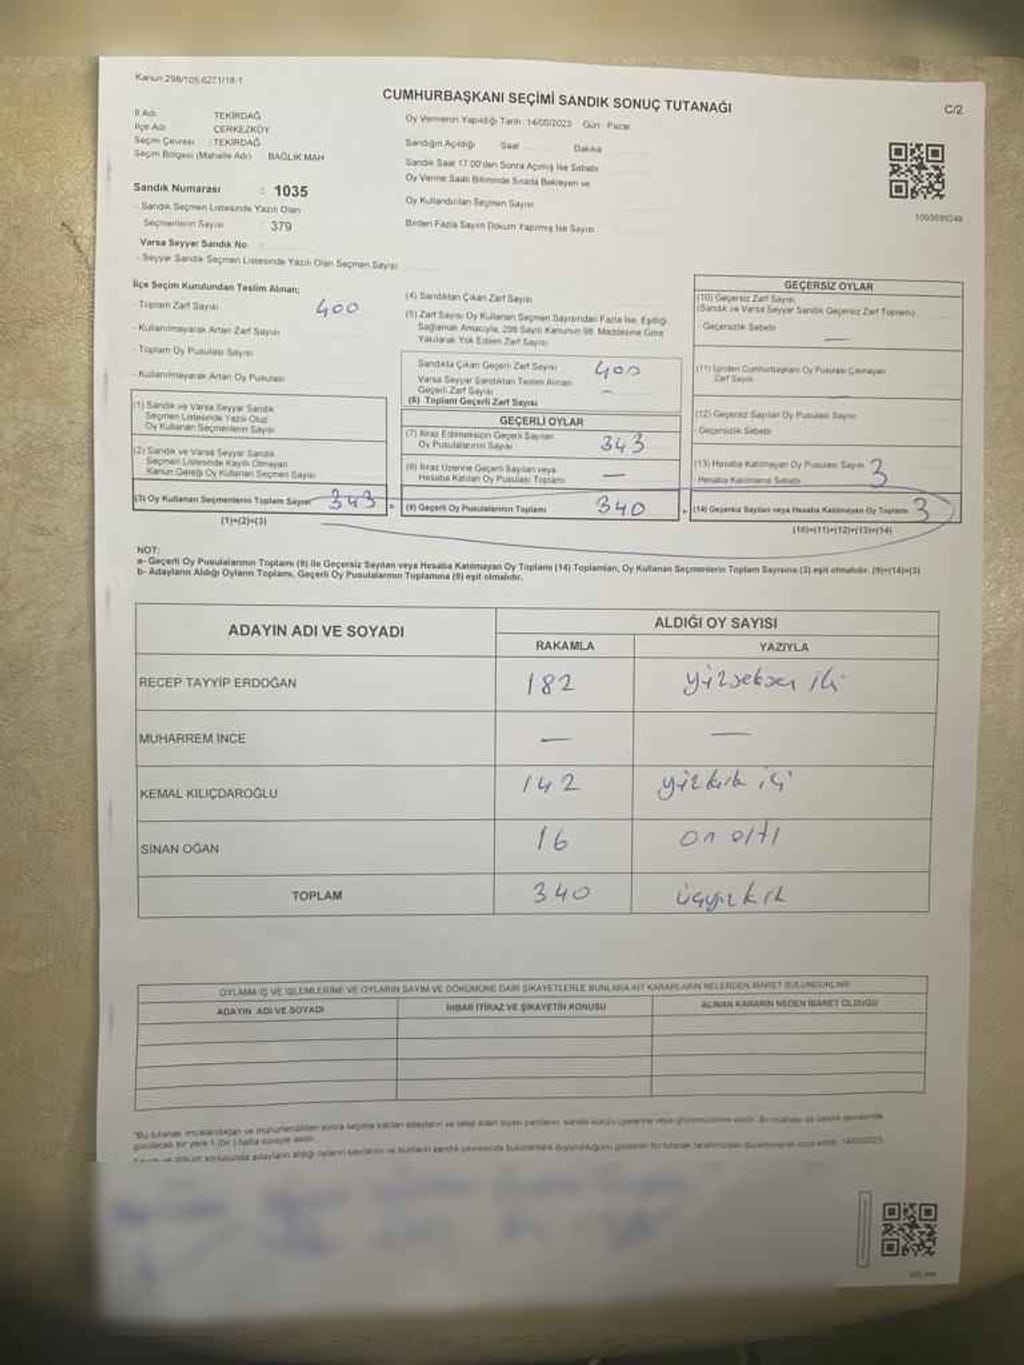 Kanun 298/105.6271/18-1
CUMHURBAŞKANI SEÇİMİ SANDIK SONUÇ TUTANAĞI
C/2
İl Adı : TEKİRDAĞ
İlçe Adı : ÇERKEZKÖY
Seçim Çevresi : TEKİRDAĞ
Seçim Bölgesi (Mahalle Adı) BAĞLIK MAH
Sandık Numarası : 1035
Sandık Seçmen Listesinde Yazılı Olan
Seçmenlerin Sayısı : 379
Varsa Seyyar Sandık No
- Seyyar Sandık Seçmen Listesinde Yazılı Olan Seçmen Sayısı
Oy Vermenin Yapıldığı Tarih : 14/05/2023 Gün : Pazar
Sandığın Açıldığı Saat Dakika
Sandık Saat 17.00'den Sonra Açılmış İse Sebebi
Oy Verme Saati Bitiminde Sırada Bekleyen ve
Oy Kullandırılan Seçmen Sayısı
Birden Fazla Sayım Döküm Yapılmış İse Sayısı
İlçe Seçim Kurulundan Teslim Alınan;
- Toplam Zarf Sayısı 400
- Kullanılmayarak Artan Zarf Sayısı
- Toplam Oy Pusulası Sayısı
- Kullanılmayarak Artan Oy Pusulası
(1) Sandık ve Varsa Seyyar Sandık
Seçmen Listesinde Yazılı Olup
Oy Kullanan Seçmenlerin Sayısı
(2) Sandık ve Varsa Seyyar Sandık
Seçmen Listesinde Kayıtlı Olmayan
Kanun Gereği Oy Kullanan Seçmen Sayısı
(3) Oy Kullanan Seçmenlerin Toplam Sayısı 343
(1)+(2)=(3)
(4) Sandıktan Çıkan Zarf Sayısı
(5) Zarf Sayısı Oy Kullanan Seçmen Sayısından Fazla İse, Eşitliği
Sağlamak Amacıyla, 298 Sayılı Kanunun 98. Maddesine Göre
Yakılarak Yok Edilen Zarf Sayısı
Sandıkta Çıkan Geçerli Zarf Sayısı 400
Varsa Seyyar Sandıktan Teslim Alınan
Geçerli Zarf Sayısı —
(6) Toplam Geçerli Zarf Sayısı
GEÇERLİ OYLAR
(7) İtiraz Edilmeksizin Geçerli Sayılan
Oy Pusulalarının Sayısı 343
(8) İtiraz Üzerine Geçerli Sayılan veya
Hesaba Katılan Oy Pusulası Toplamı —
(9) Geçerli Oy Pusulalarının Toplamı 340
GEÇERSİZ OYLAR
(10) Geçersiz Zarf Sayısı
(Sandık ve Varsa Seyyar Sandık Geçersiz Zarf Toplamı)
- Geçersizlik Sebebi —
(11) İçinden Cumhurbaşkanı Oy Pusulası Çıkmayan
Zarf Sayısı
(12) Geçersiz Sayılan Oy Pusulası Sayısı
- Geçersizlik Sebebi
(13) Hesaba Katılmayan Oy Pusulası Sayısı 3
- Hesaba Katılmama Sebebi
(14) Geçersiz Sayılan veya Hesaba Katılmayan Oy Toplamı 3
(10)+(11)+(12)+(13)=(14)
NOT:
a- Geçerli Oy Pusulalarının Toplamı (9) ile Geçersiz Sayılan veya Hesaba Katılmayan Oy Toplamı (14) Toplamları, Oy Kullanan Seçmenlerin Toplam Sayısına (3) eşit olmalıdır. (9)+(14)=(3)
b- Adayların Aldığı Oyların Toplamı, Geçerli Oy Pusulalarının Toplamına (9) eşit olmalıdır.
ADAYIN ADI VE SOYADI
ALDIĞI OY SAYISI
RAKAMLA YAZIYLA
RECEP TAYYİP ERDOĞAN 182 yüzseksen iki
MUHARREM İNCE — —
KEMAL KILIÇDAROĞLU 142 yüzkırk iki
SİNAN OĞAN 16 on altı
TOPLAM 340 üçyüzkırk
OYLAMA İŞ VE İŞLEMLERİNE VE OYLARIN SAYIM VE DÖKÜMÜNE DAİR ŞİKAYETLERLE BUNLARA AİT KARARLARIN NELERDEN İBARET BULUNDUKLARI
ADAYIN ADI VE SOYADI
İHBAR İTİRAZ VE ŞİKAYETİN KONUSU
ALINAN KARARIN NEDEN İBARET OLDUĞU